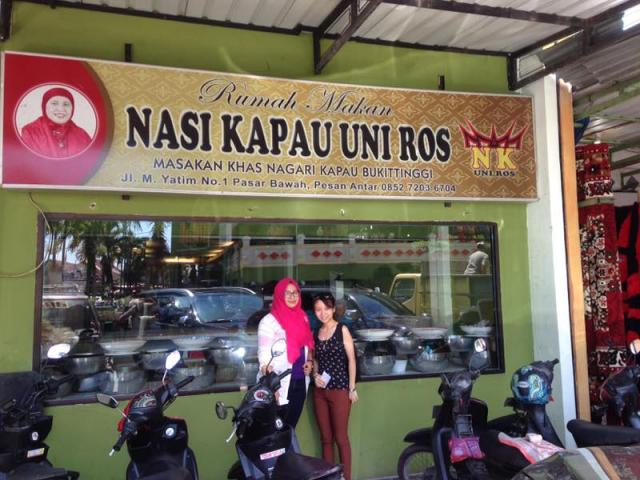 Rumah Makan
NASI KAPAU UNI ROS
MASAKAN KHAS NAGARI KAPAU BUKITTINGGI
Jl. M. Yatim No.1 Pasar Bawah, Pesan Antar 0852 7203 6704
NK
UNI ROS